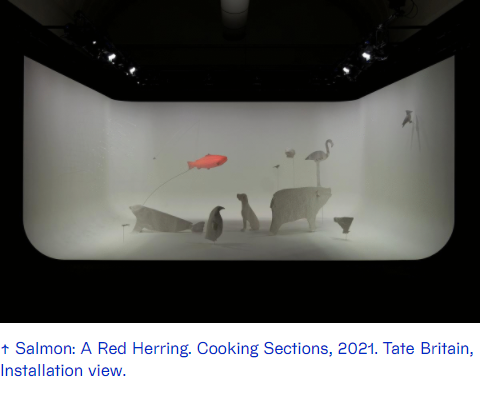 ↑ Salmon: A Red Herring. Cooking Sections, 2021. Tate Britain,
Installation view.